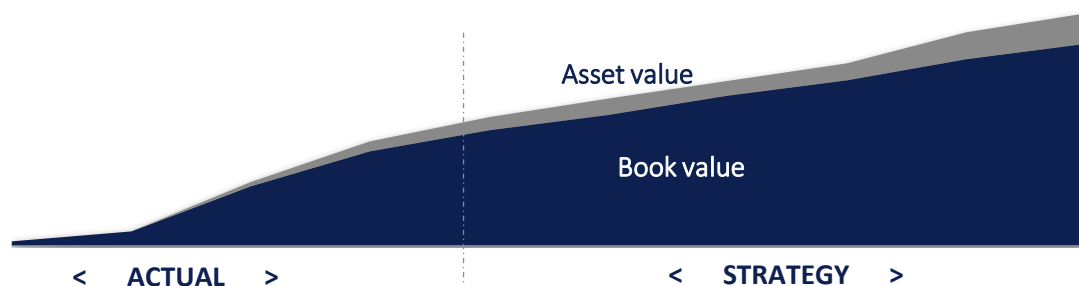 Asset value
Book value
< ACTUAL >
< STRATEGY >